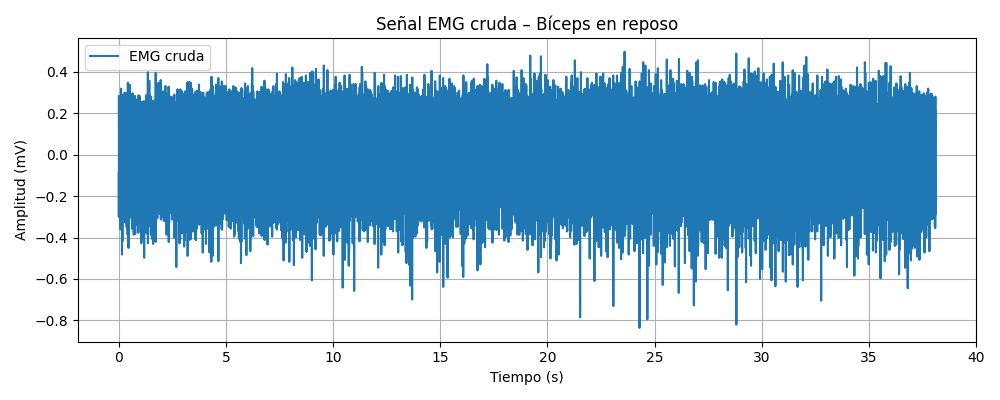 Señal EMG cruda – Bíceps en reposo
EMG cruda
Amplitud (mV)
0.4
0.2
0.0
−0.2
−0.4
−0.6
−0.8
0 5 10 15 20 25 30 35 40
Tiempo (s)